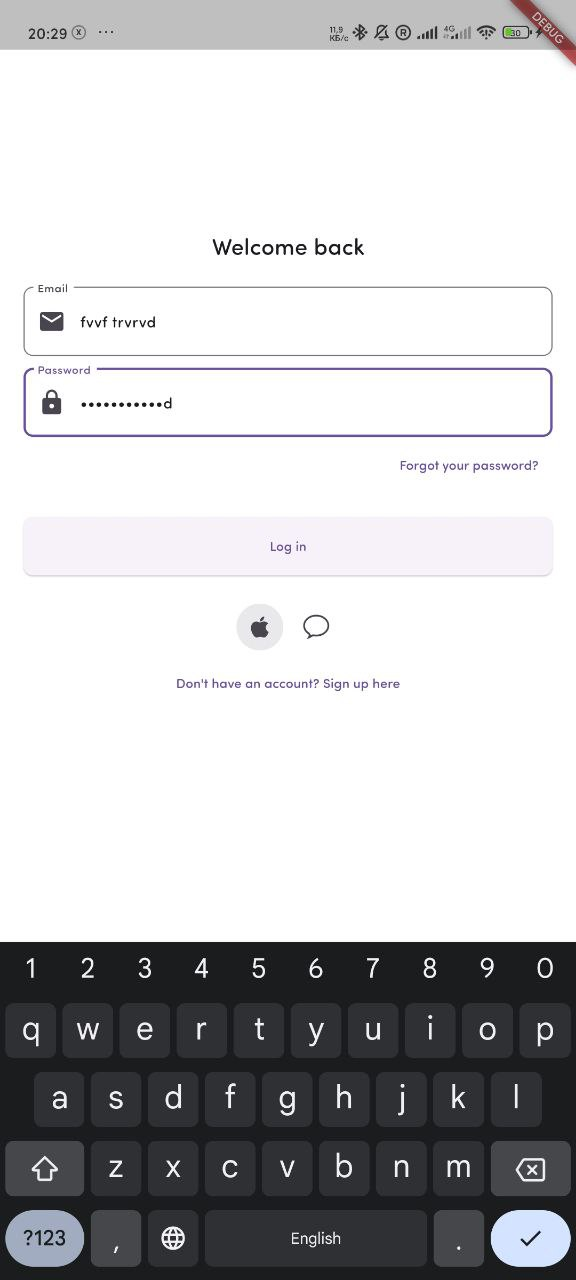 20:29
11,9
КБ/с
R
4G
30
DEBUG
Welcome back
Email
fvvf trvrvd
Password
•••••••••••d
Forgot your password?
Log in
Don't have an account? Sign up here
1 2 3 4 5 6 7 8 9 0
q w e r t y u i o p
a s d f g h j k l
z x c v b n m
?123 , English .